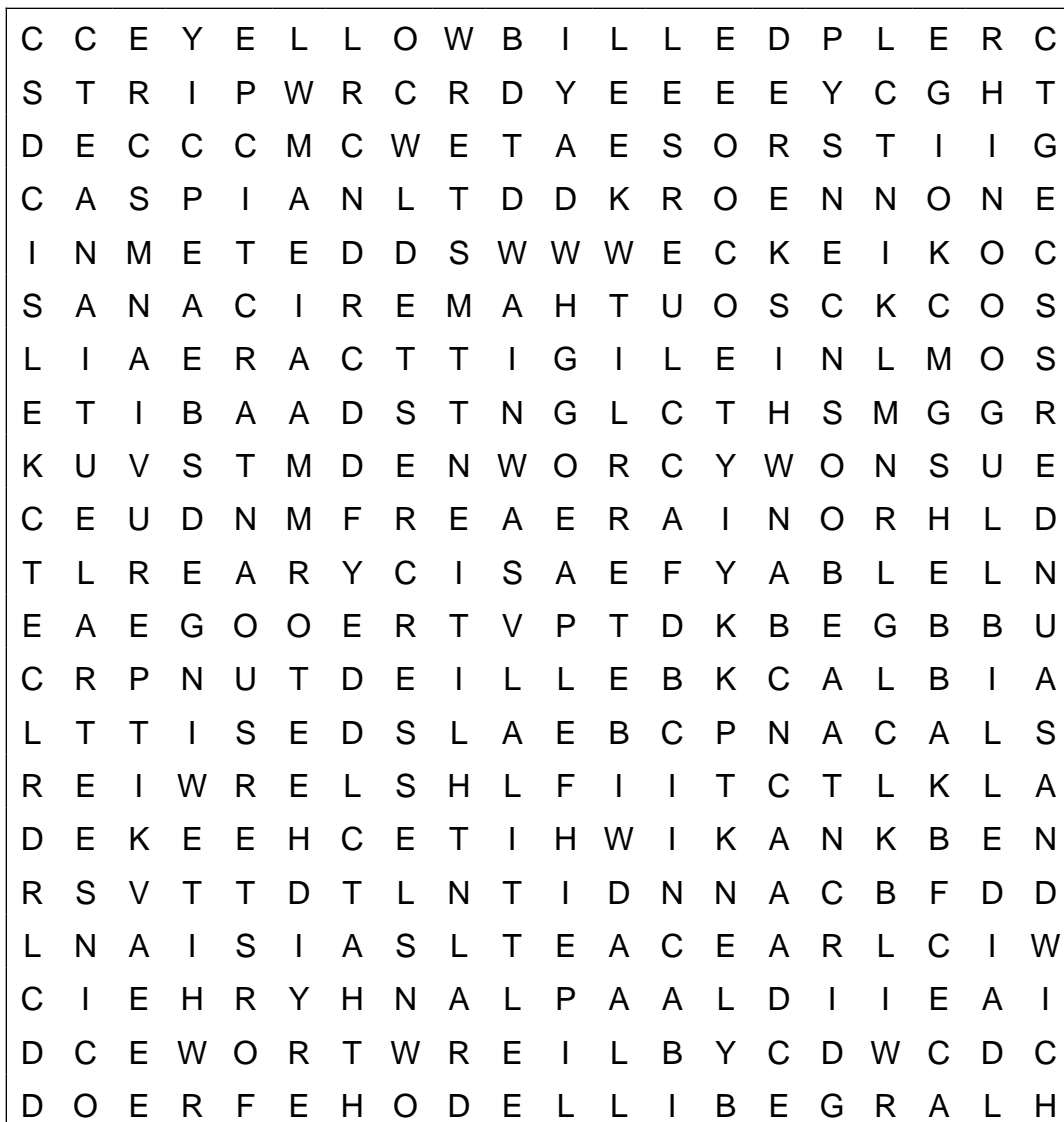 C C E Y E L L O W B I L L E D P L E R C
S T R I P W R C R D Y E E E E Y C G H T
D E C C C M C W E T A E S O R S T I I G
C A S P I A N L T D D K R O E N N O N E
I N M E T E D D S W W W E C K E I K O C
S A N A C I R E M A H T U O S C K C O S
L I A E R A C T T I G I L E I N L M O S
E T I B A A D S T N G L C T H S M G G R
K U V S T M D E N W O R C Y W O N S U E
C E U D N M F R E A E R A I N O R H L D
T L R E A R Y C I S A E F Y A B L E L N
E A E G O O E R T V P T D K B E G B B U
C R P N U T D E I L L E B K C A L B I A
L T T I S E D S L A E B C P N A C A L S
R E I W R E L S H L F I I T C T L K L A
D E K E E H C E T I H W I K A N K B E N
R S V T T D T L N T I D N N A C B F D D
L N A I S I A S L T E A C E A R L C I W
C I E H R Y H N A L P A A L D I I E A I
D C E W O R T W R E I L B Y C D W C D C
D O E R F E H O D E L L I B E G R A L H